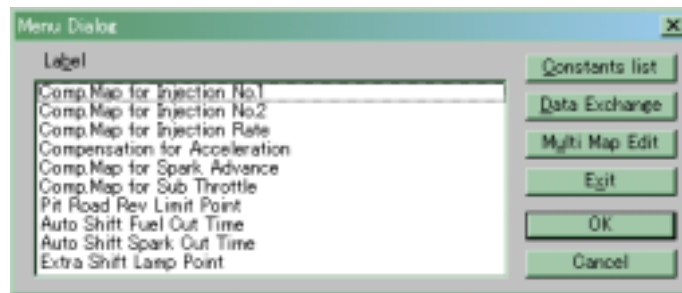 Menu Dialog
Label
Comp.Map for Injection No.1
Comp.Map for Injection No.2
Comp.Map for Injection Rate
Compensation for Acceleration
Comp.Map for Spark Advance
Comp.Map for Sub Throttle
Pit Road Rev Limit Point
Auto Shift Fuel Cut Time
Auto Shift Spark Cut Time
Extra Shift Lamp Point
Constants list
Data Exchange
Multi Map Edit
Exit
OK
Cancel